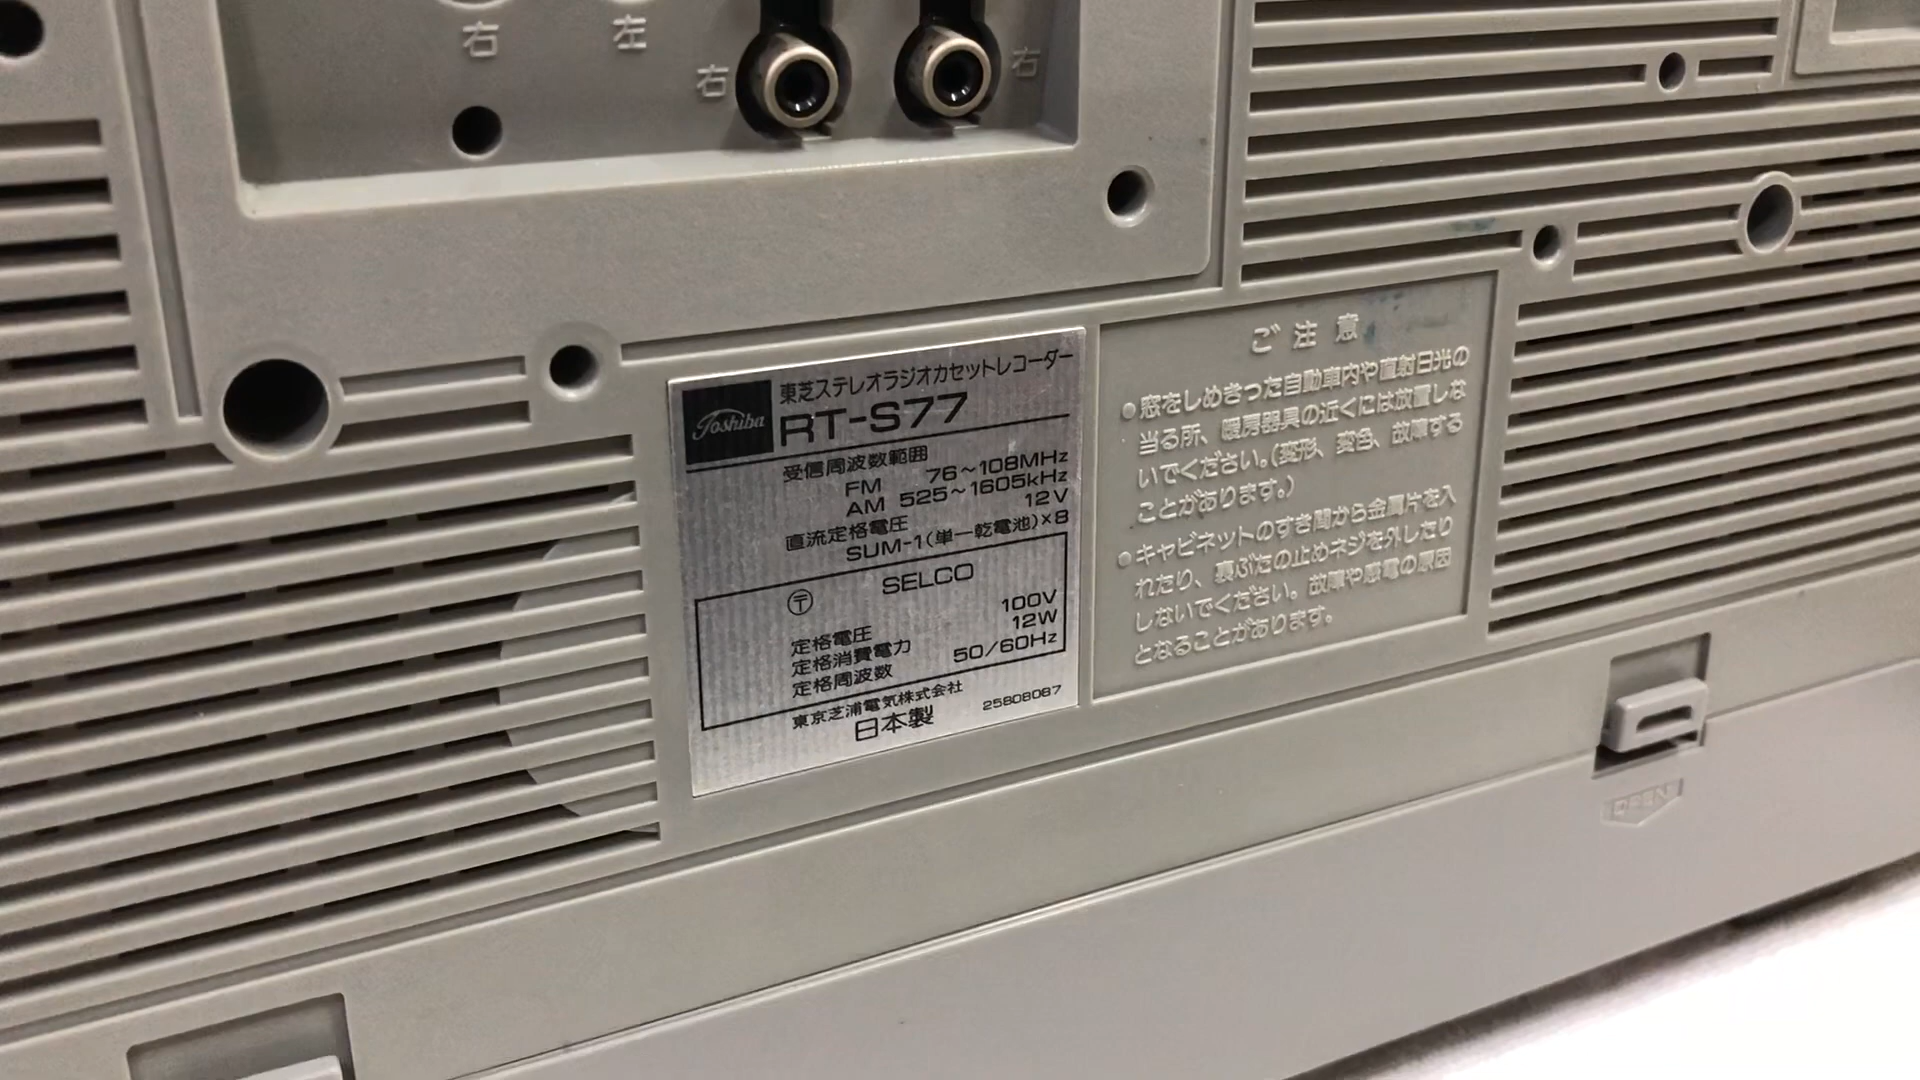 右
左
右
右
Toshiba
東芝ステレオラジオカセットレコーダー
RT-S77
受信周波数範囲
FM 76~108MHz
AM 525~1605kHz
直流定格電圧 12V
SUM-1(単一乾電池)×8
〒 SELCO
定格電圧 100V
定格消費電力 12W
定格周波数 50/60Hz
東京芝浦電気株式会社
日本製 25808087
ご注意
●窓をしめきった自動車内や直射日光の
当る所、暖房器具の近くには放置しな
いでください。(変形、変色、故障する
ことがあります。)
●キャビネットのすき間から金属片を入
れたり、裏ぶたの止めネジを外したり
しないでください。故障や感電の原因
となることがあります。
OPEN